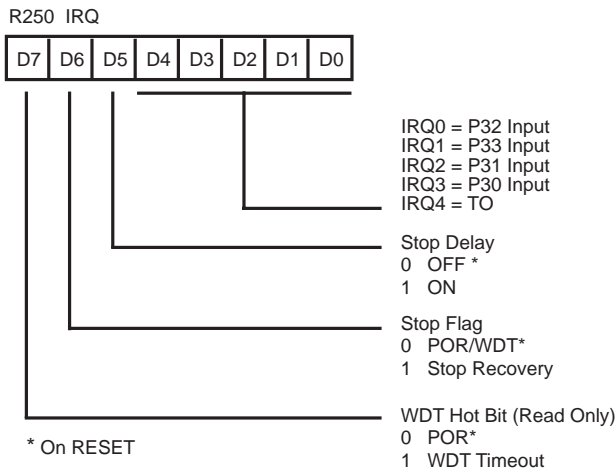 R250 IRQ
D7 D6 D5 D4 D3 D2 D1 D0
IRQ0 = P32 Input
IRQ1 = P33 Input
IRQ2 = P31 Input
IRQ3 = P30 Input
IRQ4 = TO
Stop Delay
0 OFF *
1 ON
Stop Flag
0 POR/WDT*
1 Stop Recovery
WDT Hot Bit (Read Only)
0 POR*
1 WDT Timeout
* On RESET